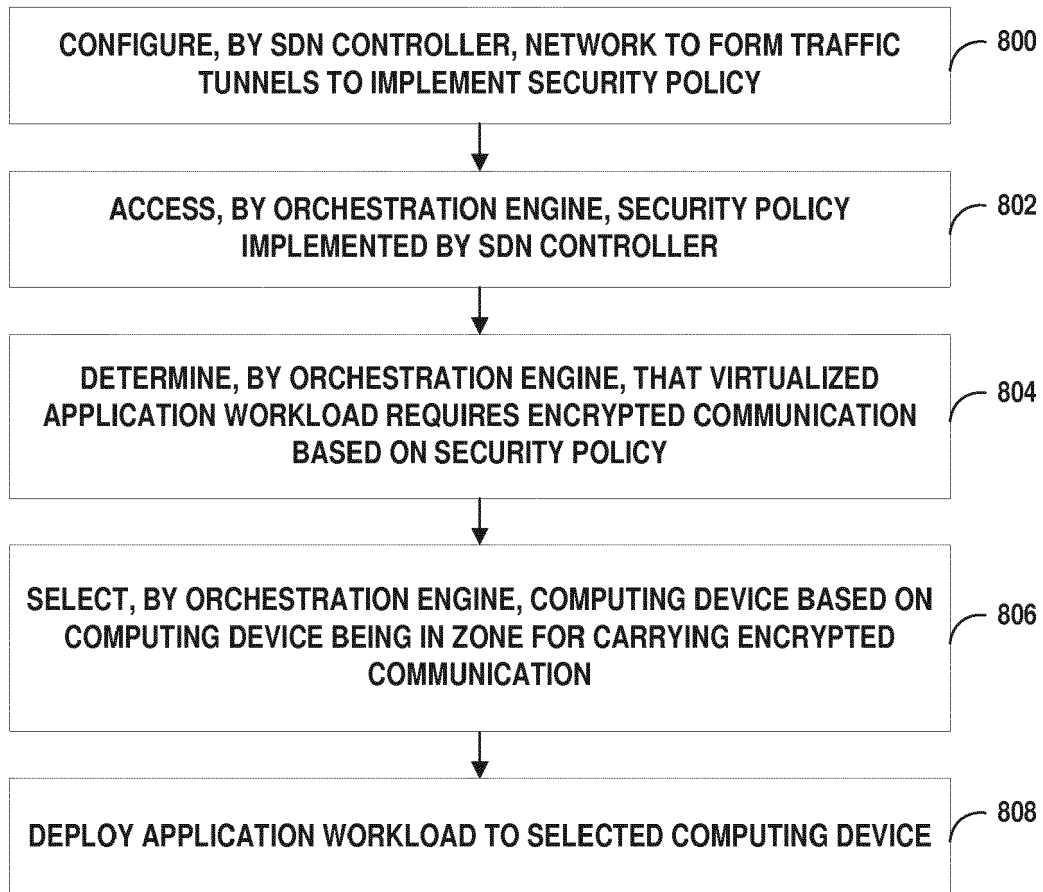 CONFIGURE, BY SDN CONTROLLER, NETWORK TO FORM TRAFFIC
TUNNELS TO IMPLEMENT SECURITY POLICY
800
ACCESS, BY ORCHESTRATION ENGINE, SECURITY POLICY
IMPLEMENTED BY SDN CONTROLLER
802
DETERMINE, BY ORCHESTRATION ENGINE, THAT VIRTUALIZED
APPLICATION WORKLOAD REQUIRES ENCRYPTED COMMUNICATION
BASED ON SECURITY POLICY
804
SELECT, BY ORCHESTRATION ENGINE, COMPUTING DEVICE BASED ON
COMPUTING DEVICE BEING IN ZONE FOR CARRYING ENCRYPTED
COMMUNICATION
806
DEPLOY APPLICATION WORKLOAD TO SELECTED COMPUTING DEVICE
808